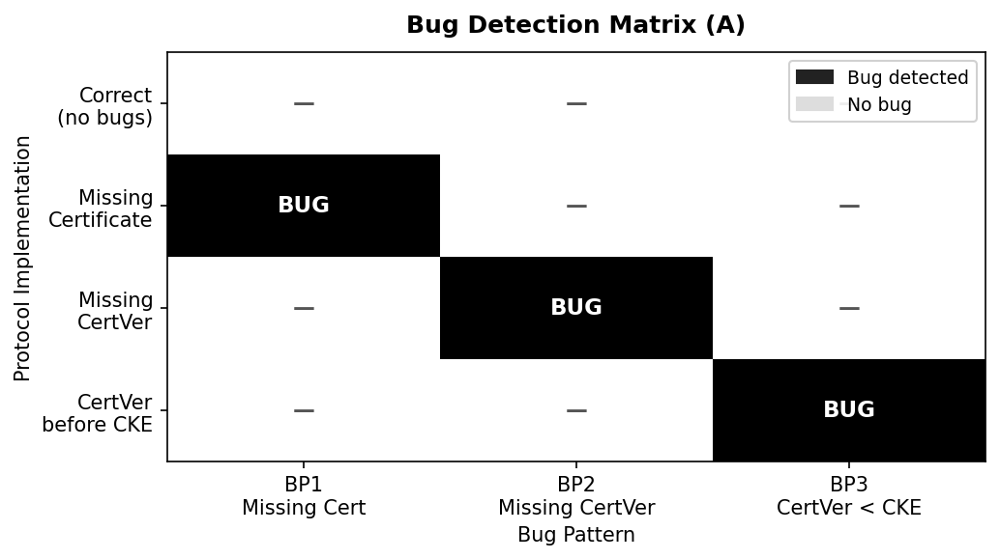 Bug Detection Matrix (A)
Bug detected
No bug
Protocol Implementation
Correct
(no bugs)
—
—
Missing
Certificate
BUG
—
—
Missing
CertVer
—
BUG
—
CertVer
before CKE
—
—
BUG
BP1
Missing Cert
BP2
Missing CertVer
BP3
CertVer < CKE
Bug Pattern